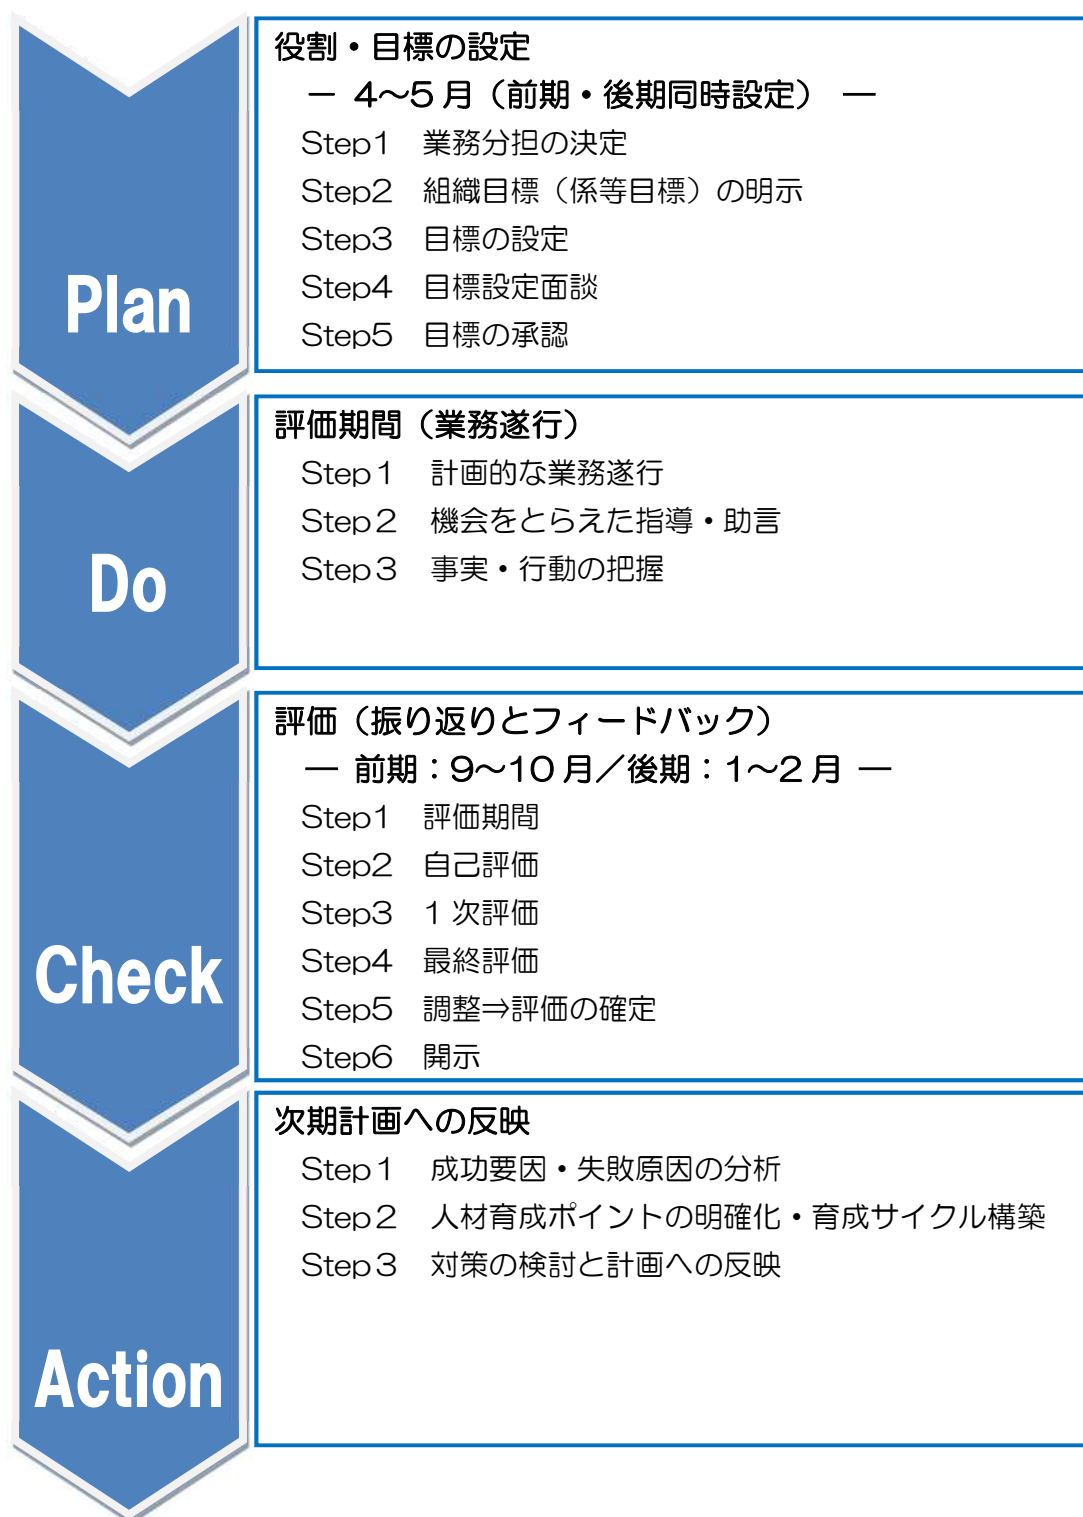 役割・目標の設定
― 4～5月（前期・後期同時設定） ―
Step1 業務分担の決定
Step2 組織目標（係等目標）の明示
Step3 目標の設定
Step4 目標設定面談
Step5 目標の承認
Plan
評価期間（業務遂行）
Step1 計画的な業務遂行
Step2 機会をとらえた指導・助言
Step3 事実・行動の把握
Do
評価（振り返りとフィードバック）
― 前期：9～10月／後期：1～2月 ―
Step1 評価期間
Step2 自己評価
Step3 1次評価
Step4 最終評価
Step5 調整⇒評価の確定
Step6 開示
Check
次期計画への反映
Step1 成功要因・失敗原因の分析
Step2 人材育成ポイントの明確化・育成サイクル構築
Step3 対策の検討と計画への反映
Action